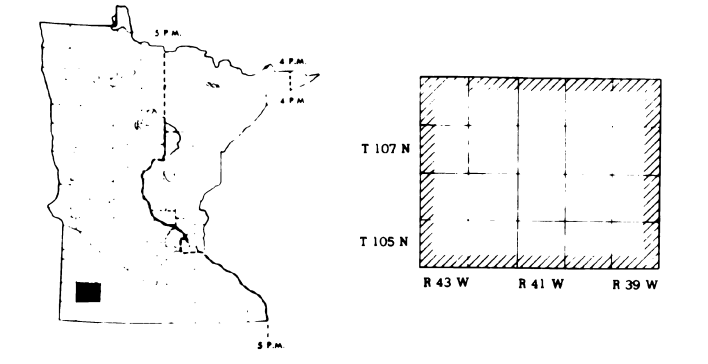 5 P.M.
4 P.M.
4 P.M
T 107 N
T 105 N
R 43 W
R 41 W
R 39 W
5 P.M.